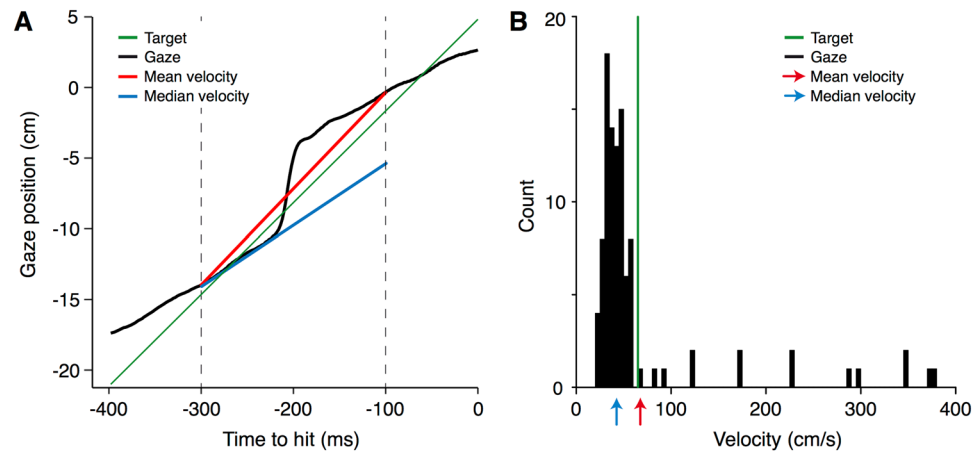 A
Target
Gaze
Mean velocity
Median velocity
Gaze position (cm)
5
0
-5
-10
-15
-20
-400
-300
-200
-100
0
Time to hit (ms)
B
Target
Gaze
Mean velocity
Median velocity
Count
20
10
0
0
100
200
300
400
Velocity (cm/s)